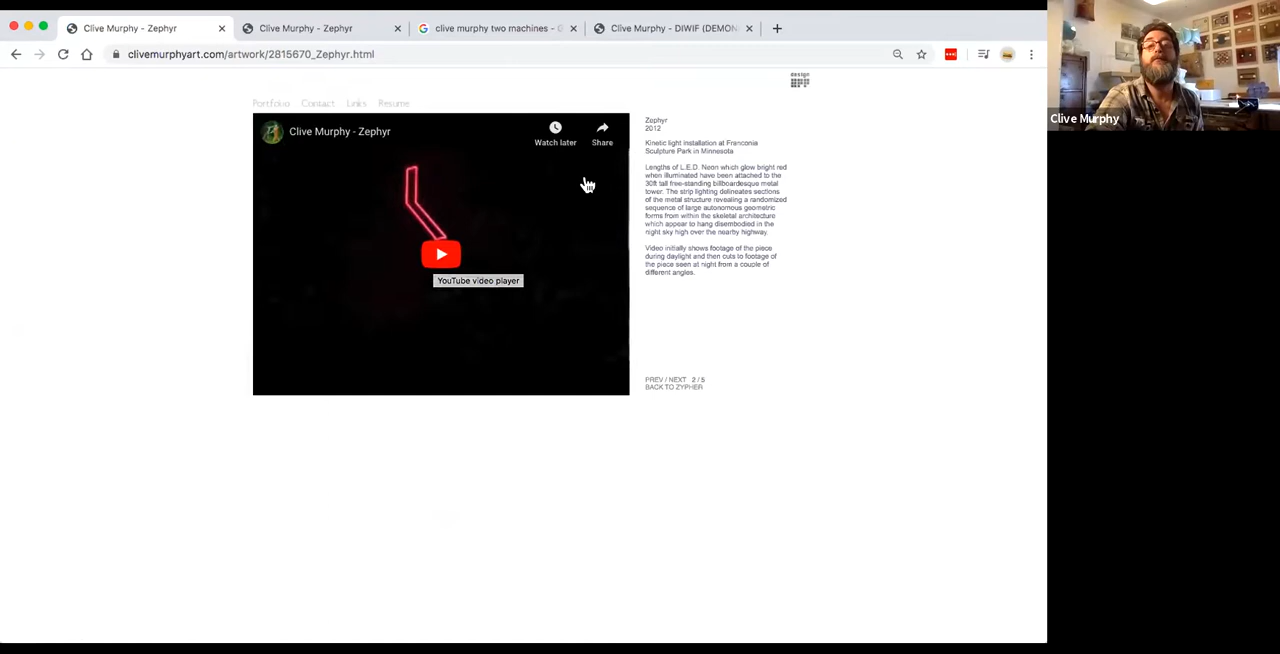 Clive Murphy - Zephyr
Clive Murphy - Zephyr
clive murphy two machines - G
Clive Murphy - DIWIF (DEMON
clivemurphyart.com/artwork/2815670_Zephyr.html
design
Clive Murphy
Portfolio Contact Links Resume
Clive Murphy - Zephyr
Watch later
Share
YouTube video player
Zephyr
2012
Kinetic light installation at Franconia
Sculpture Park in Minnesota
Lengths of L.E.D. Neon which glow bright red
when illuminated have been attached to the
30ft tall free-standing billboardesque metal
tower. The strip lighting delineates sections
of the metal structure revealing a randomized
sequence of large autonomous geometric
forms from within the skeletal architecture
which appear to hang disembodied in the
night sky high over the nearby highway.
Video initially shows footage of the piece
during daylight and then cuts to footage of
the piece seen at night from a couple of
different angles.
PREV / NEXT 2 / 5
BACK TO ZYPHER